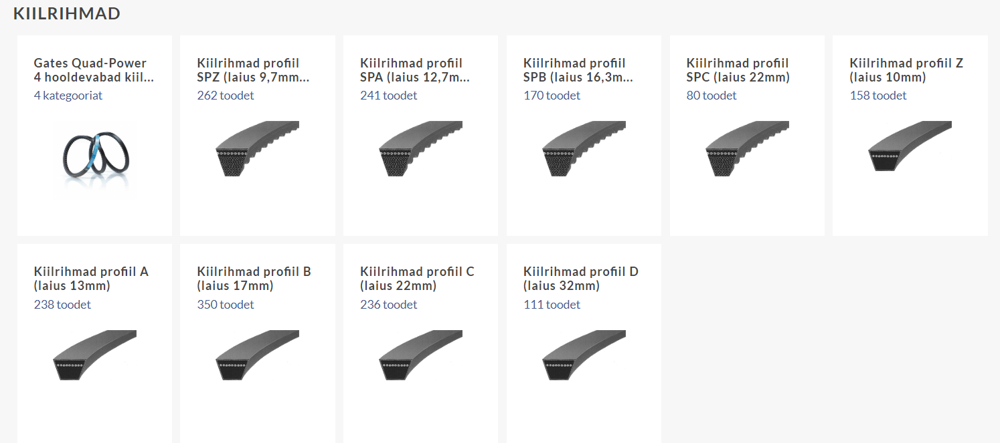 KIILRIHMAD
Gates Quad-Power
4 hooldevabad kiil...
4 kategooriat
Kiilrihmad profiil
SPZ (laius 9,7mm...
262 toodet
Kiilrihmad profiil
SPA (laius 12,7m...
241 toodet
Kiilrihmad profiil
SPB (laius 16,3m...
170 toodet
Kiilrihmad profiil
SPC (laius 22mm)
80 toodet
Kiilrihmad profiil Z
(laius 10mm)
158 toodet
Kiilrihmad profiil A
(laius 13mm)
238 toodet
Kiilrihmad profiil B
(laius 17mm)
350 toodet
Kiilrihmad profiil C
(laius 22mm)
236 toodet
Kiilrihmad profiil D
(laius 32mm)
111 toodet